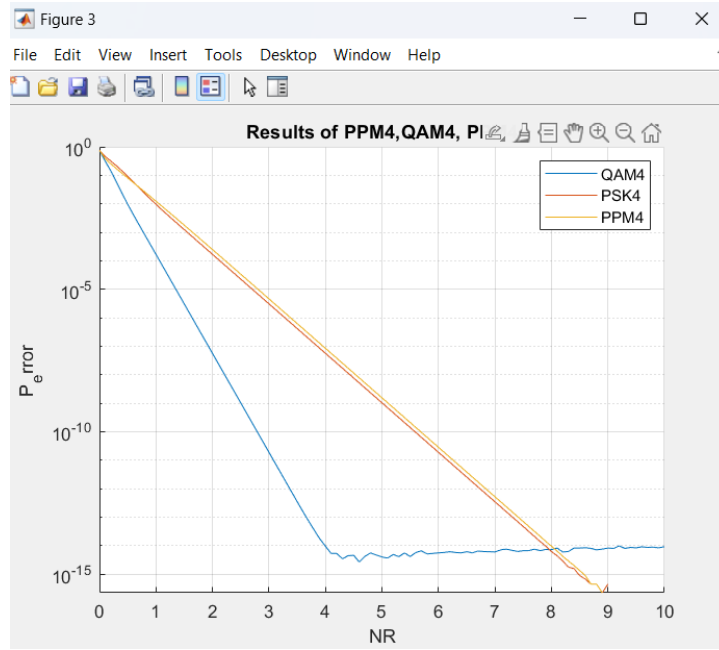 Figure 3
File Edit View Insert Tools Desktop Window Help
Results of PPM4,QAM4,
10^0
10^-5
10^-10
10^-15
P_error
0 1 2 3 4 5 6 7 8 9 10
NR
QAM4
PSK4
PPM4